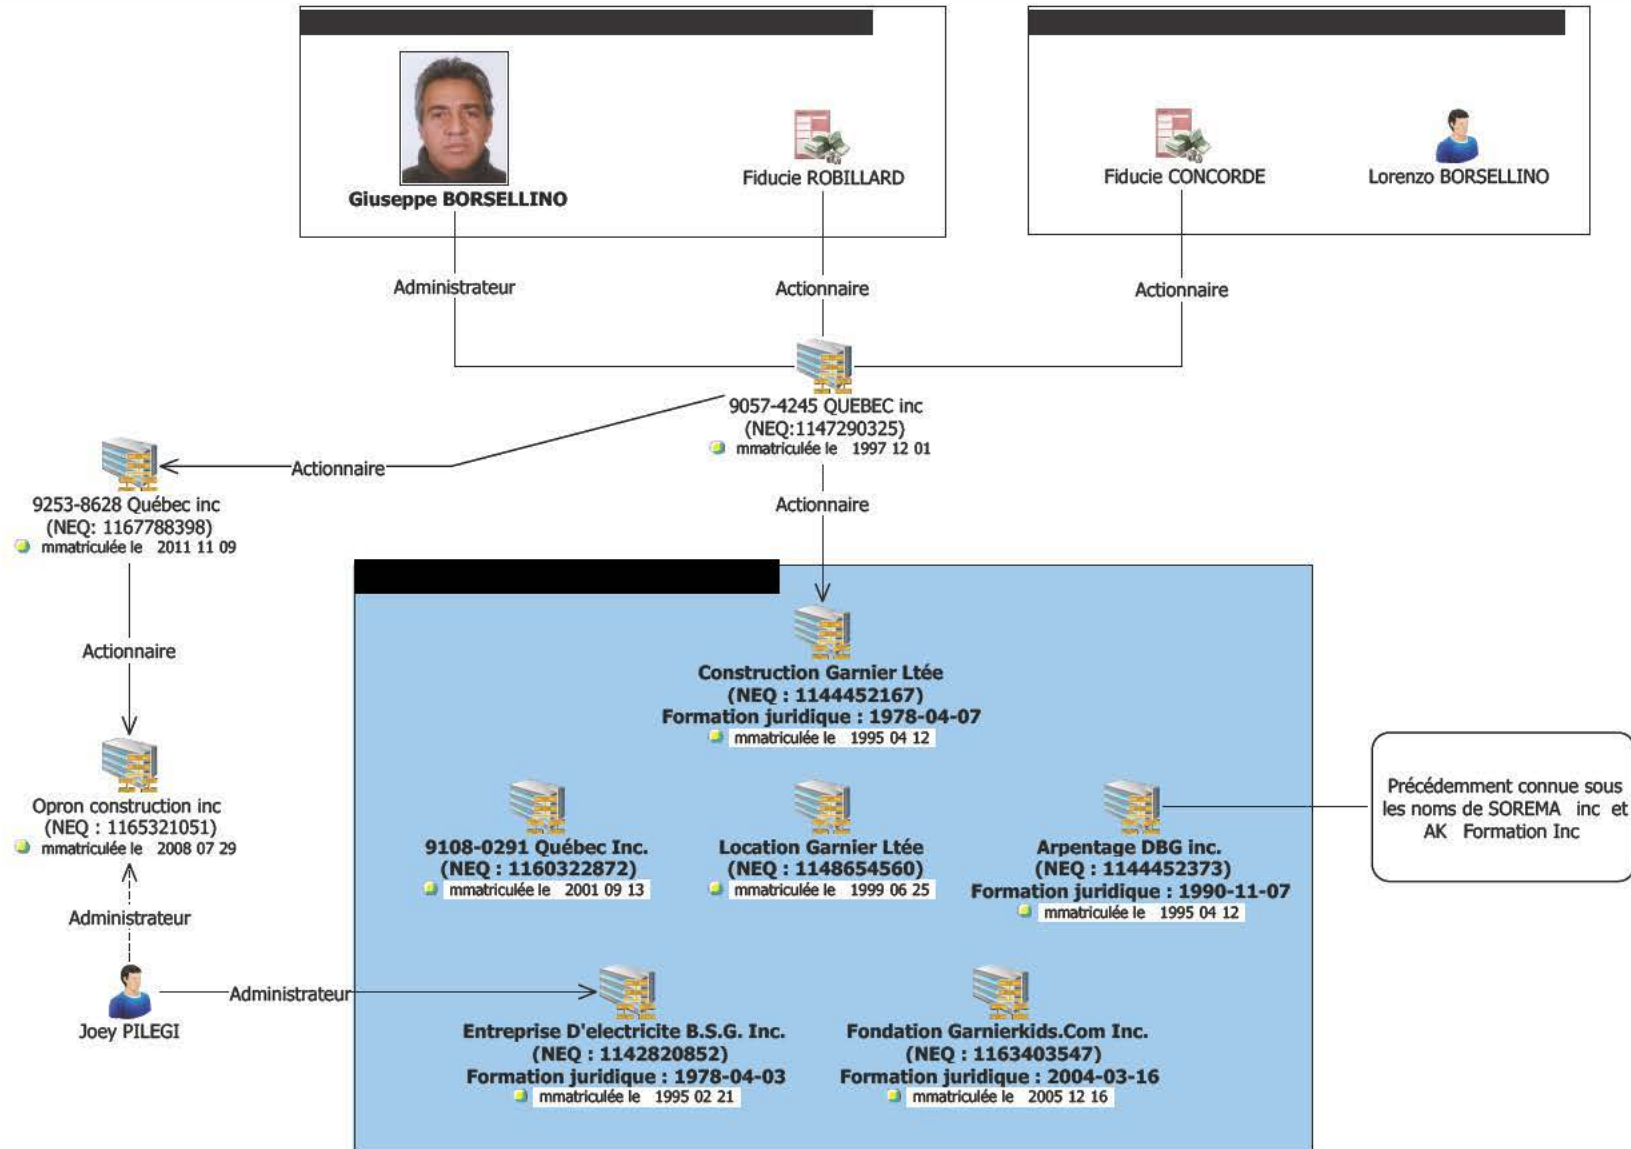 Giuseppe BORSELLINO
Fiducie ROBILLARD
Fiducie CONCORDE
Lorenzo BORSELLINO
Administrateur
Actionnaire
Actionnaire
9057-4245 QUEBEC inc
(NEQ:1147290325)
mmatriculée le 1997 12 01
Actionnaire
Actionnaire
9253-8628 Québec inc
(NEQ: 1167788398)
mmatriculée le 2011 11 09
Actionnaire
Construction Garnier Ltée
(NEQ : 1144452167)
Formation juridique : 1978-04-07
mmatriculée le 1995 04 12
Opron construction inc
(NEQ : 1165321051)
mmatriculée le 2008 07 29
9108-0291 Québec Inc.
(NEQ : 1160322872)
mmatriculée le 2001 09 13
Location Garnier Ltée
(NEQ : 1148654560)
mmatriculée le 1999 06 25
Arpentage DBG inc.
(NEQ : 1144452373)
Formation juridique : 1990-11-07
mmatriculée le 1995 04 12
Précédemment connue sous
les noms de SOREMA inc et
AK Formation Inc
Administrateur
Joey PILEGI
Administrateur
Entreprise D'electricite B.S.G. Inc.
(NEQ : 1142820852)
Formation juridique : 1978-04-03
mmatriculée le 1995 02 21
Fondation Garnierkids.Com Inc.
(NEQ : 1163403547)
Formation juridique : 2004-03-16
mmatriculée le 2005 12 16